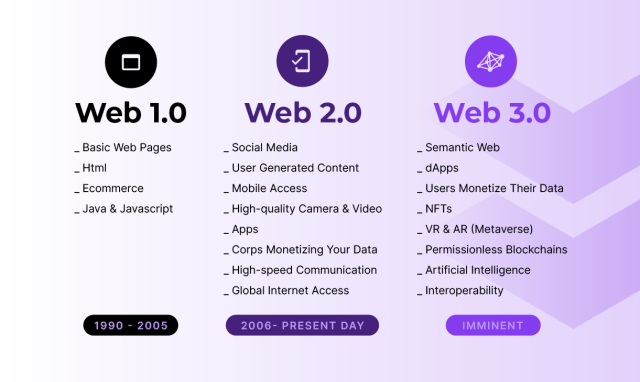 Web 1.0
_ Basic Web Pages
_ Html
_ Ecommerce
_ Java & Javascript
1990 - 2005
Web 2.0
_ Social Media
_ User Generated Content
_ Mobile Access
_ High-quality Camera & Video
_ Apps
_ Corps Monetizing Your Data
_ High-speed Communication
_ Global Internet Access
2006- PRESENT DAY
Web 3.0
_ Semantic Web
_ dApps
_ Users Monetize Their Data
_ NFTs
_ VR & AR (Metaverse)
_ Permissionless Blockchains
_ Artificial Intelligence
_ Interoperability
IMMINENT